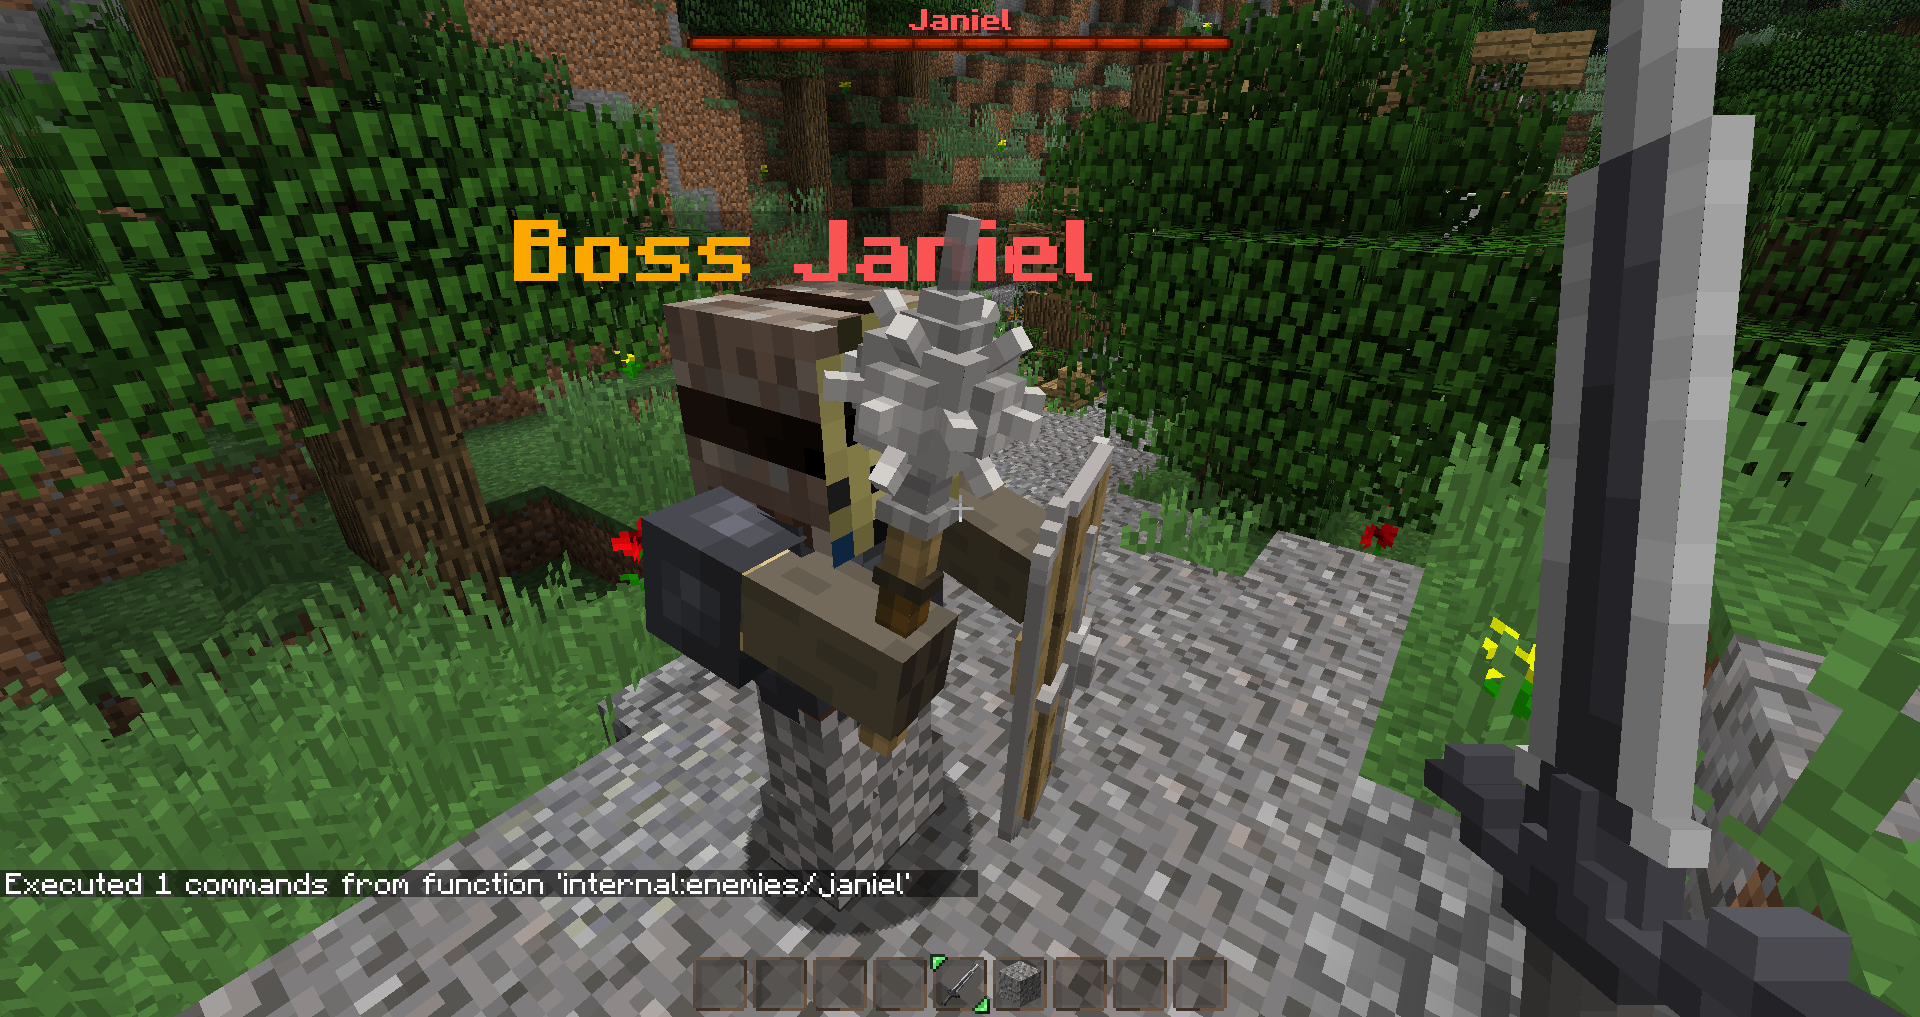 Janiel
Boss Janiel
Executed 1 commands from function 'internal:enemies/janiel'